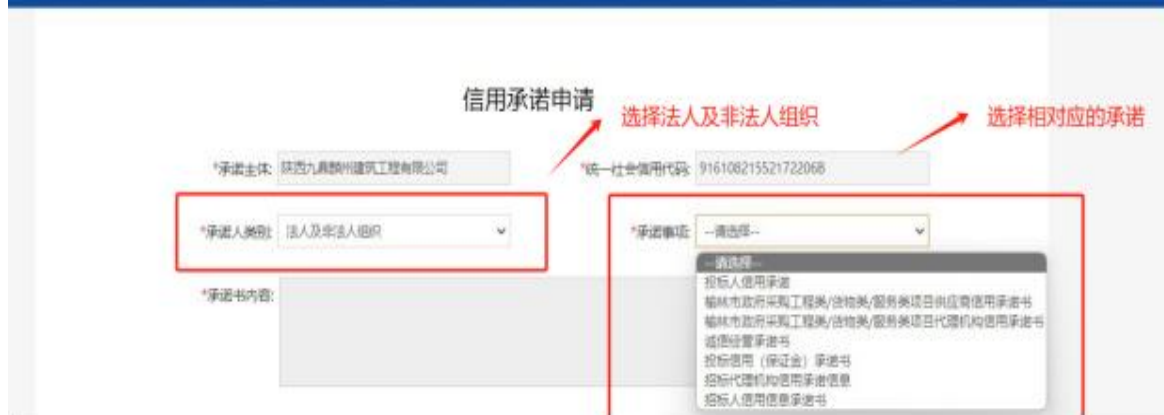 信用承诺申请
选择法人及非法人组织
选择相对应的承诺
*承诺主体: 陕西九鼎麟州建筑工程有限公司
*统一社会信用代码: 91610821552172206B
*承诺人类别: 法人及非法人组织
*承诺事项: --请选择--
--请选择--
投标人信用承诺
榆林市政府采购工程类/货物类/服务类项目供应商信用承诺书
榆林市政府采购工程类/货物类/服务类项目代理机构信用承诺书
诚信经营承诺书
投标信用（保证金）承诺书
招标代理机构信用承诺信息
招标人信用信息承诺书
*承诺书内容: